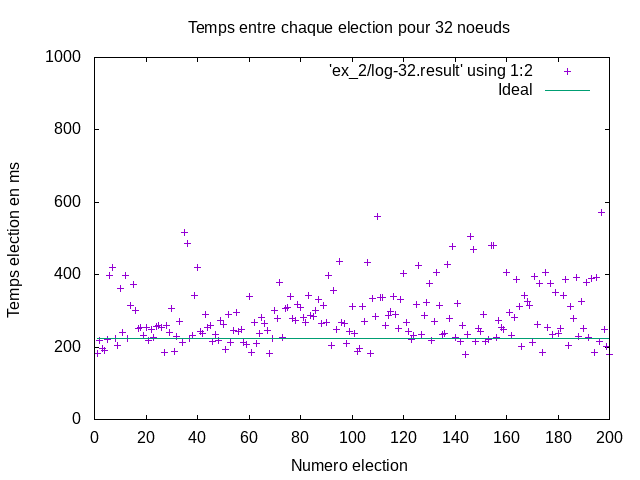 Temps entre chaque election pour 32 noeuds
1000
800
600
400
200
0
Temps election en ms
'ex_2/log-32.result' using 1:2
Ideal
0 20 40 60 80 100 120 140 160 180 200
Numero election